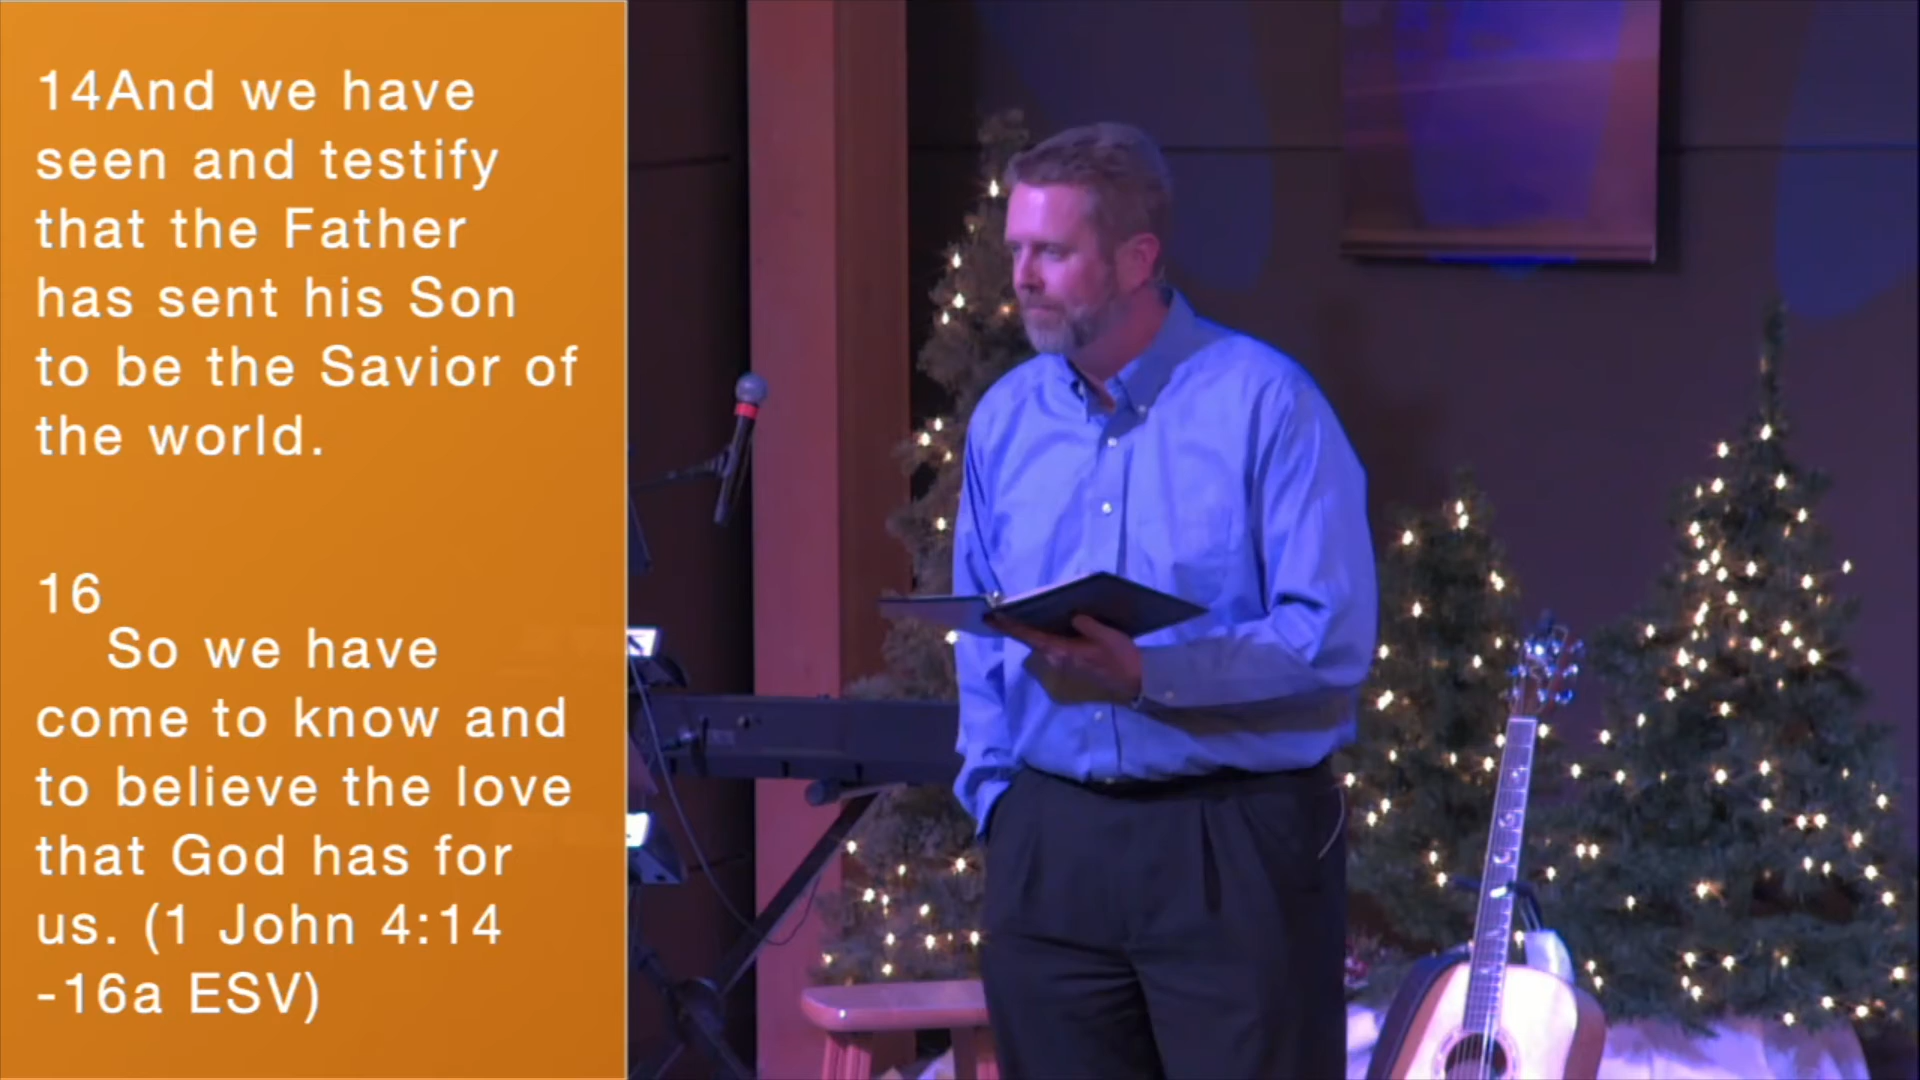 14And we have
seen and testify
that the Father
has sent his Son
to be the Savior of
the world.
16
So we have
come to know and
to believe the love
that God has for
us. (1 John 4:14
-16a ESV)